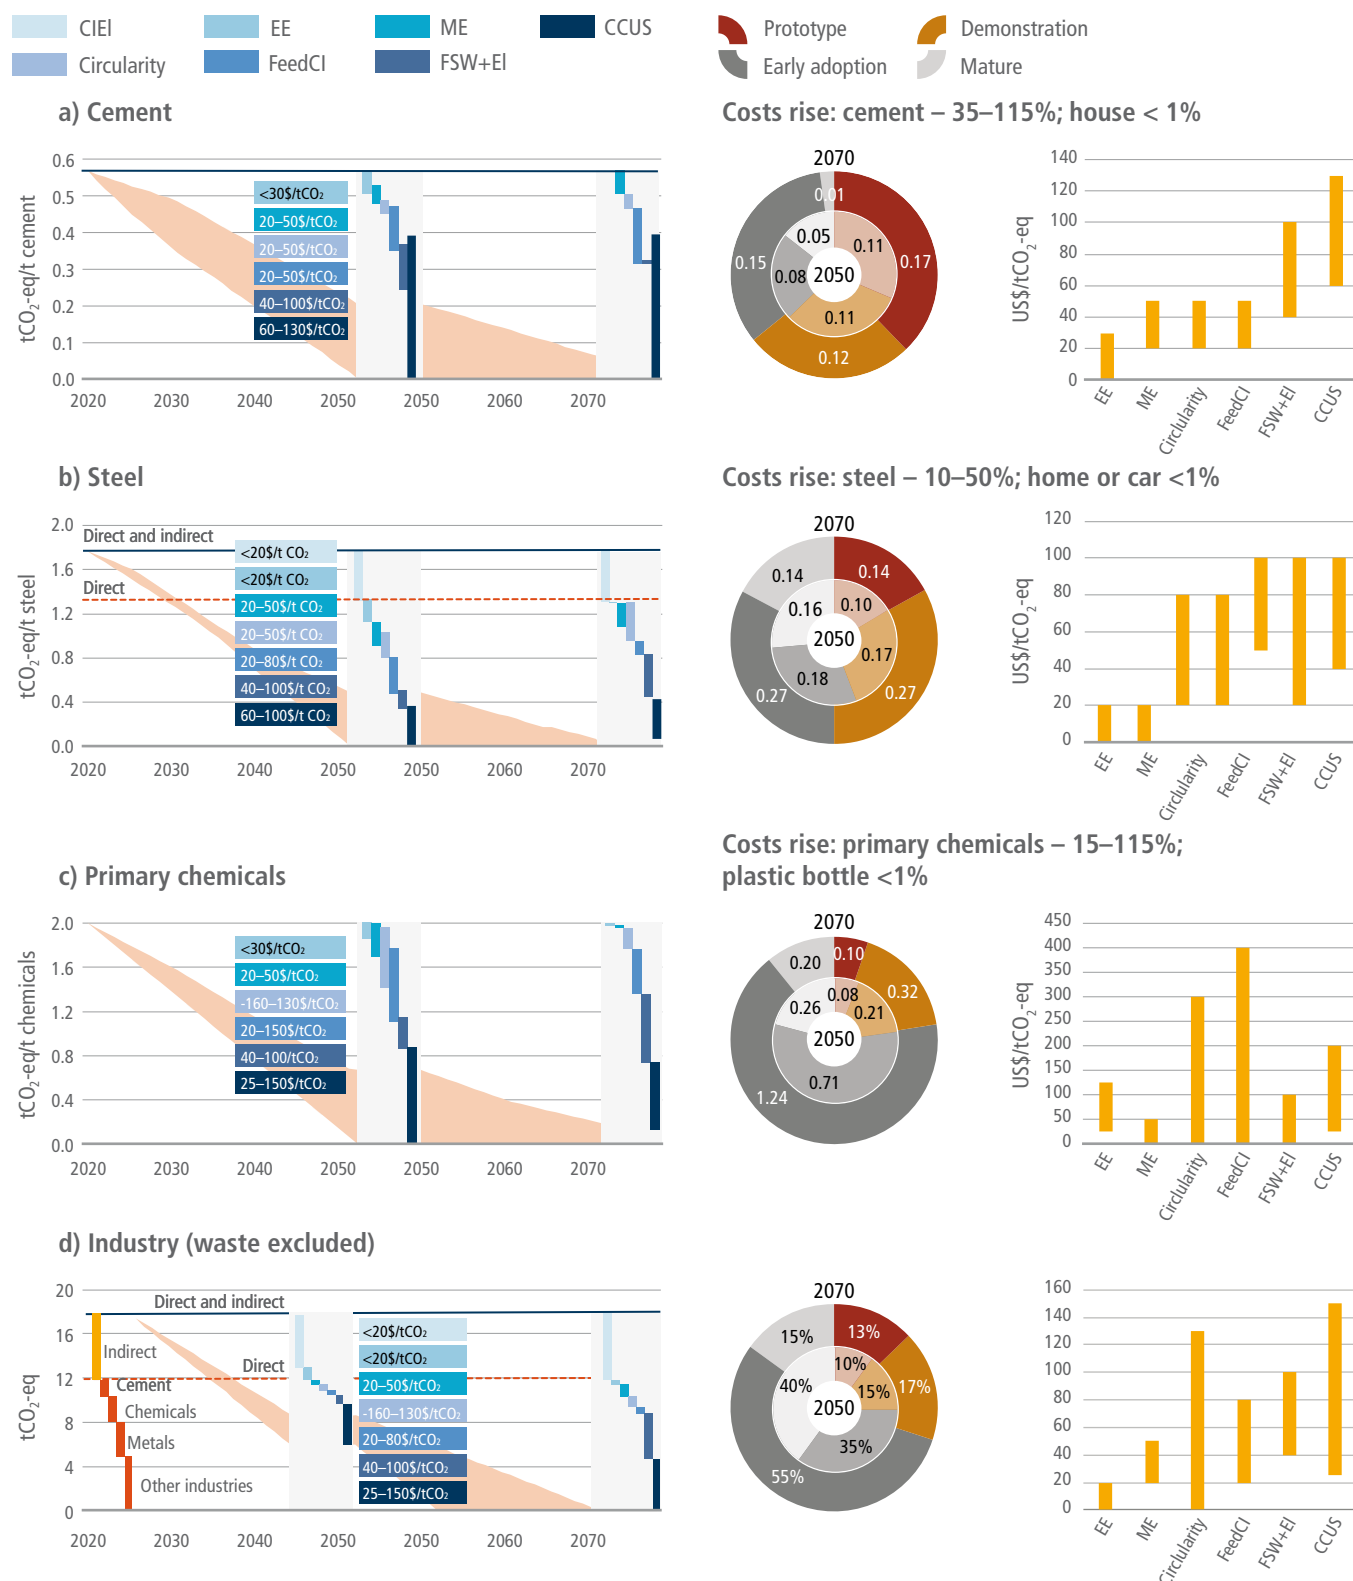 CIEl
EE
ME
CCUS
Circularity
FeedCI
FSW+El
Prototype
Demonstration
Early adoption
Mature
a) Cement
Costs rise: cement – 35–115%; house < 1%
tCO2-eq/t cement
0.6
0.5
0.4
0.3
0.2
0.1
0.0
<30$/tCO2
20–50$/tCO2
20–50$/tCO2
20–50$/tCO2
40–100$/tCO2
60–130$/tCO2
2020
2030
2040
2050
2050
2060
2070
2070
0.01
0.05
0.11
0.17
0.15
0.08
2050
0.11
0.12
US$/tCO2-eq
140
120
100
80
60
40
20
0
EE
ME
Circlularity
FeedCI
FSW+El
CCUS
b) Steel
Costs rise: steel – 10–50%; home or car <1%
tCO2-eq/t steel
2.0
1.6
1.2
0.8
0.4
0.0
Direct and indirect
Direct
<20$/t CO2
<20$/t CO2
20–50$/t CO2
20–50$/t CO2
20–80$/t CO2
40–100$/t CO2
60–100$/t CO2
2020
2030
2040
2050
2050
2060
2070
2070
0.14
0.14
0.16
0.10
2050
0.17
0.18
0.27
0.27
US$/tCO2-eq
120
100
80
60
40
20
0
EE
ME
Circlularity
FeedCI
FSW+El
CCUS
c) Primary chemicals
Costs rise: primary chemicals – 15–115%;
plastic bottle <1%
tCO2-eq/t chemicals
2.0
1.6
1.2
0.8
0.4
0.0
<30$/tCO2
20–50$/tCO2
-160–130$/tCO2
20–150$/tCO2
40–100/tCO2
25–150$/tCO2
2020
2030
2040
2050
2050
2060
2070
2070
0.20
0.10
0.32
0.26
0.08
0.21
2050
0.71
1.24
US$/tCO2-eq
450
400
350
300
250
200
150
100
50
0
EE
ME
Circlularity
FeedCI
FSW+El
CCUS
d) Industry (waste excluded)
tCO2-eq
20
16
12
8
4
0
Direct and indirect
Direct
Indirect
Cement
Chemicals
Metals
Other industries
<20$/tCO2
<20$/tCO2
20–50$/tCO2
-160–130$/tCO2
20–80$/tCO2
40–100$/tCO2
25–150$/tCO2
2020
2030
2040
2050
2050
2060
2070
2070
15%
13%
10%
40%
15%
17%
2050
35%
55%
160
140
120
100
80
60
40
20
0
EE
ME
Circlularity
FeedCI
FSW+El
CCUS